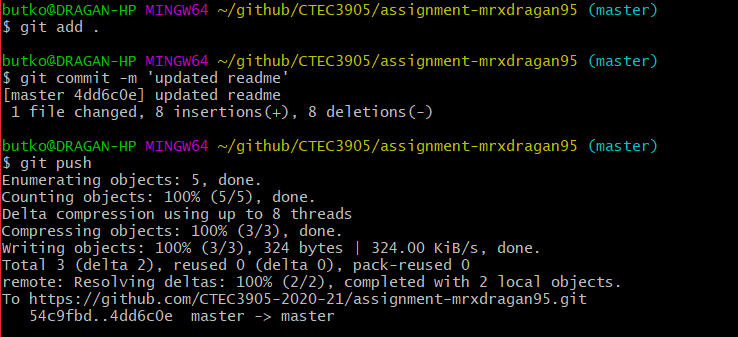 butko@DRAGAN-HP MINGW64 ~/github/CTEC3905/assignment-mrxdragan95 (master)
$ git add .
butko@DRAGAN-HP MINGW64 ~/github/CTEC3905/assignment-mrxdragan95 (master)
$ git commit -m 'updated readme'
[master 4dd6c0e] updated readme
 1 file changed, 8 insertions(+), 8 deletions(-)
butko@DRAGAN-HP MINGW64 ~/github/CTEC3905/assignment-mrxdragan95 (master)
$ git push
Enumerating objects: 5, done.
Counting objects: 100% (5/5), done.
Delta compression using up to 8 threads
Compressing objects: 100% (3/3), done.
Writing objects: 100% (3/3), 324 bytes | 324.00 KiB/s, done.
Total 3 (delta 2), reused 0 (delta 0), pack-reused 0
remote: Resolving deltas: 100% (2/2), completed with 2 local objects.
To https://github.com/CTEC3905-2020-21/assignment-mrxdragan95.git
   54c9fbd..4dd6c0e  master -> master